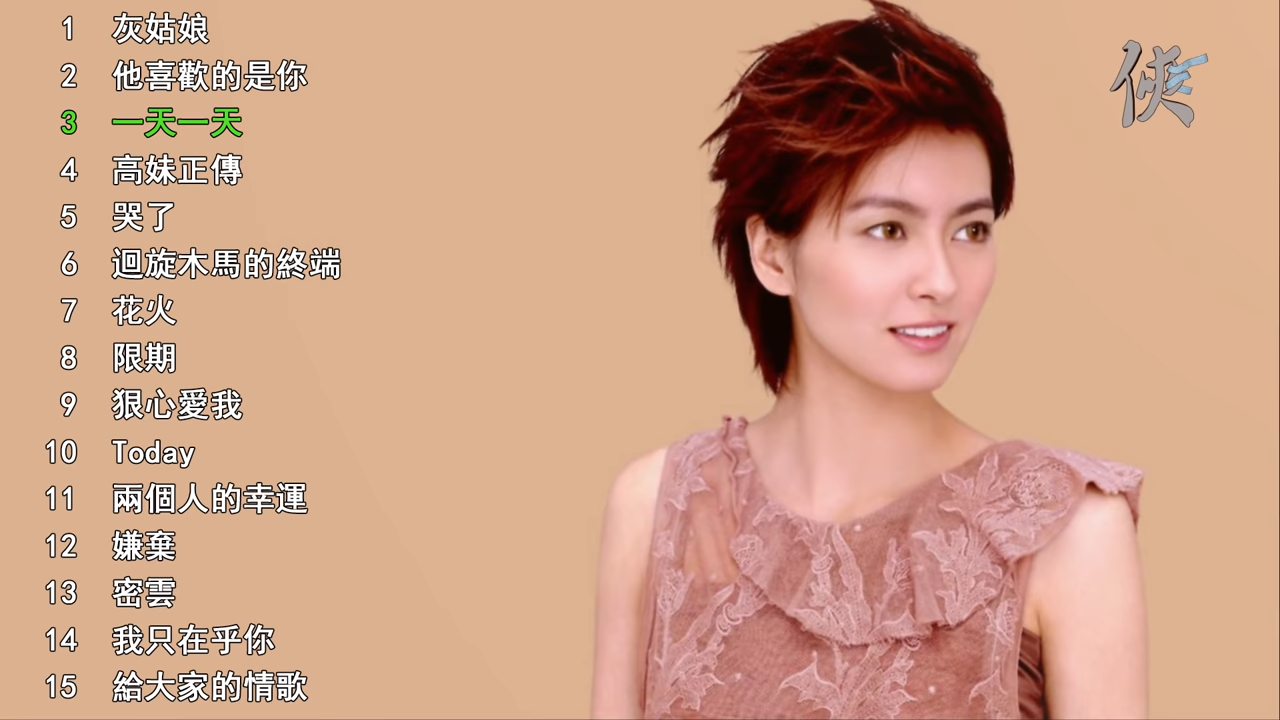 俠
1 灰姑娘
2 他喜歡的是你
3 一天一天
4 高妹正傳
5 哭了
6 迴旋木馬的終端
7 花火
8 限期
9 狠心愛我
10 Today
11 兩個人的幸運
12 嫌棄
13 密雲
14 我只在乎你
15 給大家的情歌